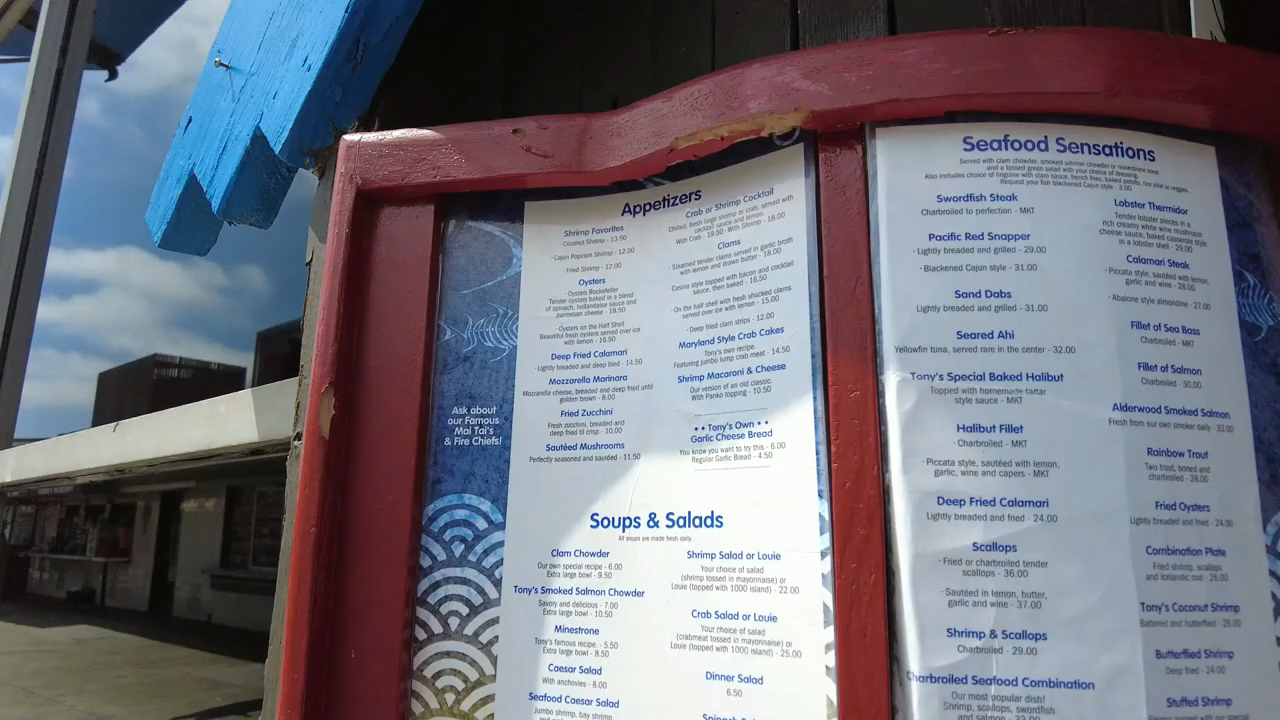 Ask about
our Famous
Mai Tai's
& Fire Chiefs!
Appetizers
Shrimp Favorites
· Coconut Shrimp - 13.50
· Cajun Popcorn Shrimp - 12.00
· Fried Shrimp - 12.00
Oysters
· Oysters Rockefeller
Tender oysters baked in a blend
of spinach, hollandaise sauce and
parmesan cheese - 18.50
· Oysters on the Half Shell
Beautiful fresh oysters served over ice
with lemon - 16.50
Deep Fried Calamari
· Lightly breaded and deep fried - 14.50
Mozzarella Marinara
Mozzarella cheese, breaded and deep fried until
golden brown - 8.00
Fried Zucchini
Fresh zucchini, breaded and
deep fried til crisp - 10.00
Sautéed Mushrooms
Perfectly seasoned and sautéed - 11.50
Crab or Shrimp Cocktail
Chilled, fresh large shrimp or crab, served with
cocktail sauce and lemon.
With Crab - 19.50 · With Shrimp - 18.00
Clams
· Steamed tender clams served in garlic broth
with lemon and drawn butter - 18.00
· Casino style topped with bacon and cocktail
sauce, then baked - 16.50
· On the half shell with fresh shucked clams
served over ice with lemon - 15.00
· Deep fried clam strips - 12.00
Maryland Style Crab Cakes
Tony's own recipe.
Featuring jumbo lump crab meat - 14.50
Shrimp Macaroni & Cheese
Our version of an old classic.
With Panko topping - 10.50
• • Tony's Own • •
Garlic Cheese Bread
You know you want to try this - 6.00
Regular Garlic Bread - 4.50
Soups & Salads
All soups are made fresh daily.
Clam Chowder
Our own special recipe - 6.00
Extra large bowl - 9.50
Tony's Smoked Salmon Chowder
Savory and delicious - 7.00
Extra large bowl - 10.50
Minestrone
Tony's famous recipe. - 5.50
Extra large bowl - 8.50
Caesar Salad
With anchovies - 8.00
Seafood Caesar Salad
Jumbo shrimp, bay shrimp
Shrimp Salad or Louie
Your choice of salad
(shrimp tossed in mayonnaise) or
Louie (topped with 1000 island) - 22.00
Crab Salad or Louie
Your choice of salad
(crabmeat tossed in mayonnaise) or
Louie (topped with 1000 island) - 25.00
Dinner Salad
6.50
Seafood Sensations
Served with clam chowder, smoked salmon chowder or minestrone soup
and a tossed green salad with your choice of dressing.
Also includes choice of linguine with clam sauce, french fries, baked potato, rice pilaf or veggies.
Request your fish blackened Cajun style - 3.00
Swordfish Steak
Charbroiled to perfection - MKT
Pacific Red Snapper
· Lightly breaded and grilled - 29.00
· Blackened Cajun style - 31.00
Sand Dabs
Lightly breaded and grilled - 31.00
Seared Ahi
Yellowfin tuna, served rare in the center - 32.00
Tony's Special Baked Halibut
Topped with homemade tartar
style sauce - MKT
Halibut Fillet
· Charbroiled - MKT
· Piccata style, sautéed with lemon,
garlic, wine and capers - MKT
Deep Fried Calamari
Lightly breaded and fried - 24.00
Scallops
· Fried or charbroiled tender
scallops - 36.00
· Sautéed in lemon, butter,
garlic and wine - 37.00
Shrimp & Scallops
Charbroiled - 29.00
Charbroiled Seafood Combination
Our most popular dish!
Shrimp, scallops, swordfish
Lobster Thermidor
Tender lobster pieces in a
rich creamy white wine mushroom
cheese sauce, baked casserole style
in a lobster shell - 29.00
Calamari Steak
· Piccata style, sautéed with lemon,
garlic and wine - 28.00
· Abalone style almondine - 27.00
Fillet of Sea Bass
Charbroiled - MKT
Fillet of Salmon
Charbroiled - 30.00
Alderwood Smoked Salmon
Fresh from our own smoker daily - 33.00
Rainbow Trout
Two trout, boned and
charbroiled - 28.00
Fried Oysters
Lightly breaded - 24.00
Combination Plate
Fried shrimp, scallops
and Icelandic cod - 26.00
Tony's Coconut Shrimp
Battered and butterflied - 26.00
Butterflied Shrimp
Deep fried - 24.00
Stuffed Shrimp